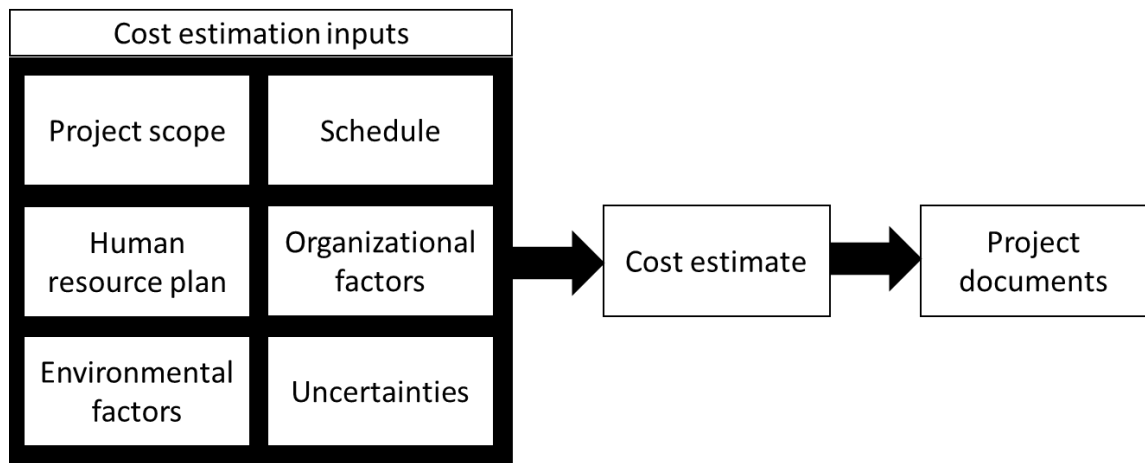 Cost estimation inputs
Project scope
Schedule
Human
resource plan
Organizational
factors
Environmental
factors
Uncertainties
Cost estimate
Project
documents